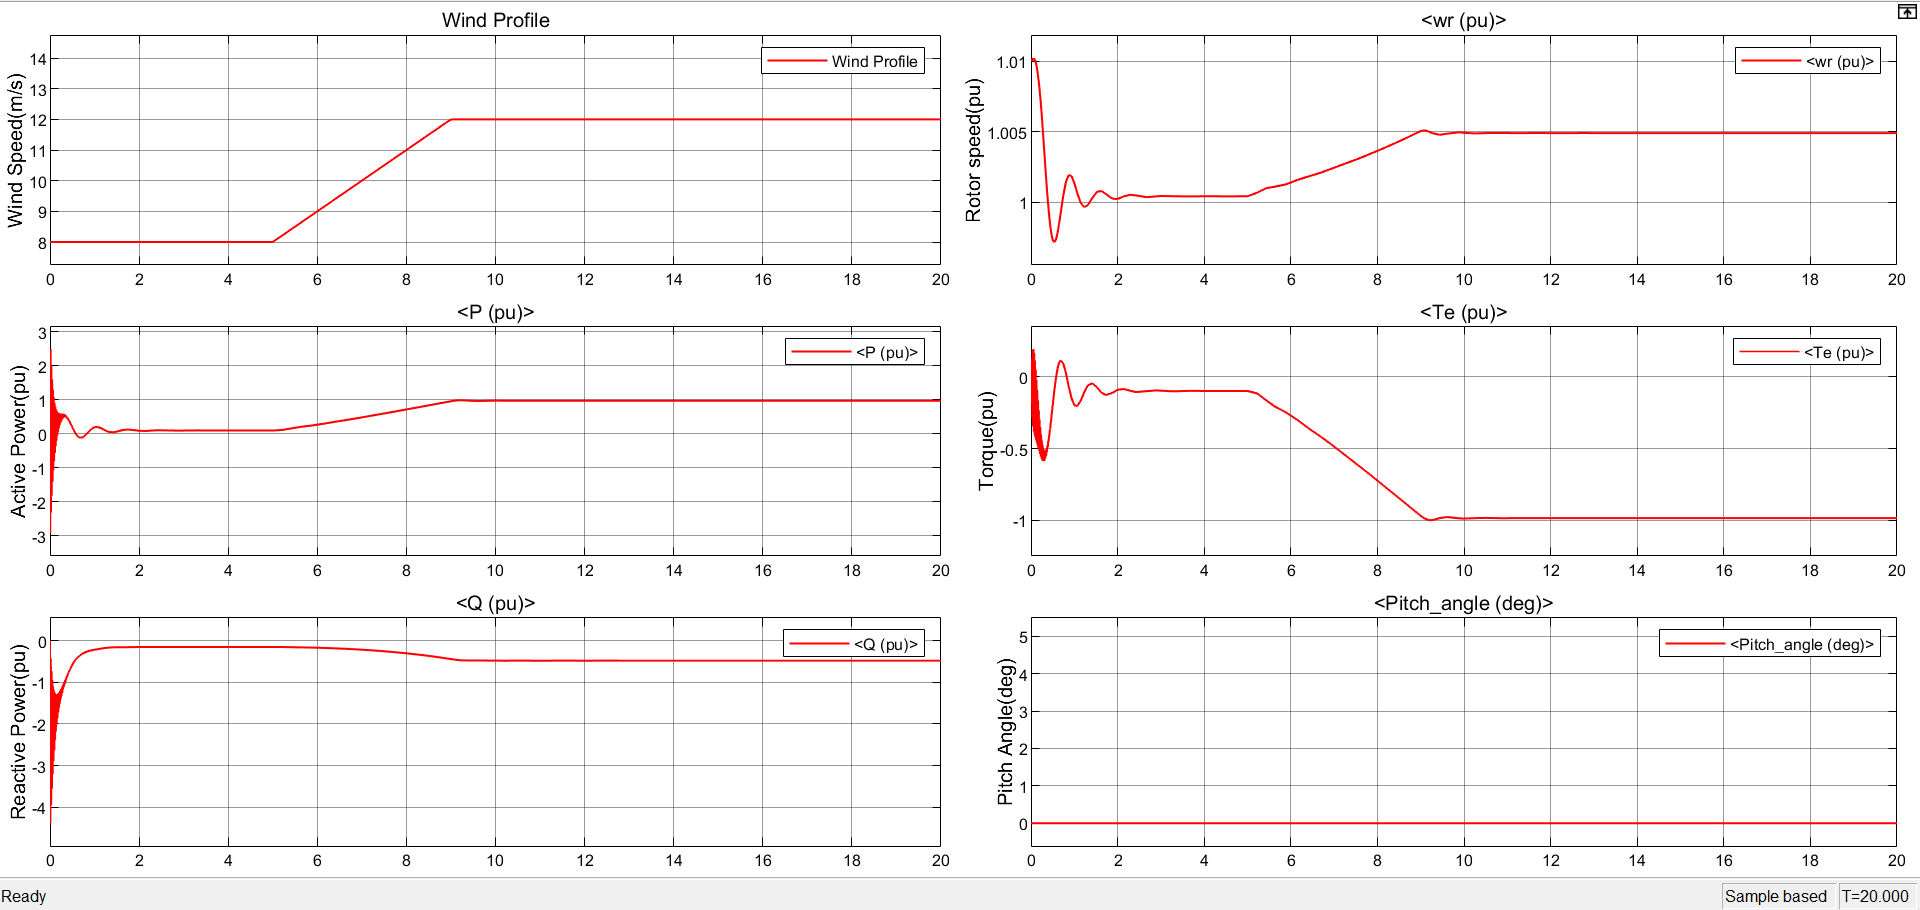 Wind Profile
Wind Speed(m/s)
14
13
12
11
10
9
8
Wind Profile
0 2 4 6 8 10 12 14 16 18 20
<wr (pu)>
Rotor speed(pu)
1.01
1.005
1
<wr (pu)>
0 2 4 6 8 10 12 14 16 18 20
<P (pu)>
Active Power(pu)
3
2
1
0
-1
-2
-3
<P (pu)>
0 2 4 6 8 10 12 14 16 18 20
<Te (pu)>
Torque(pu)
0
-0.5
-1
<Te (pu)>
0 2 4 6 8 10 12 14 16 18 20
<Q (pu)>
Reactive Power(pu)
0
-1
-2
-3
-4
<Q (pu)>
0 2 4 6 8 10 12 14 16 18 20
<Pitch_angle (deg)>
Pitch Angle(deg)
5
4
3
2
1
0
<Pitch_angle (deg)>
0 2 4 6 8 10 12 14 16 18 20
Ready
Sample based T=20.000